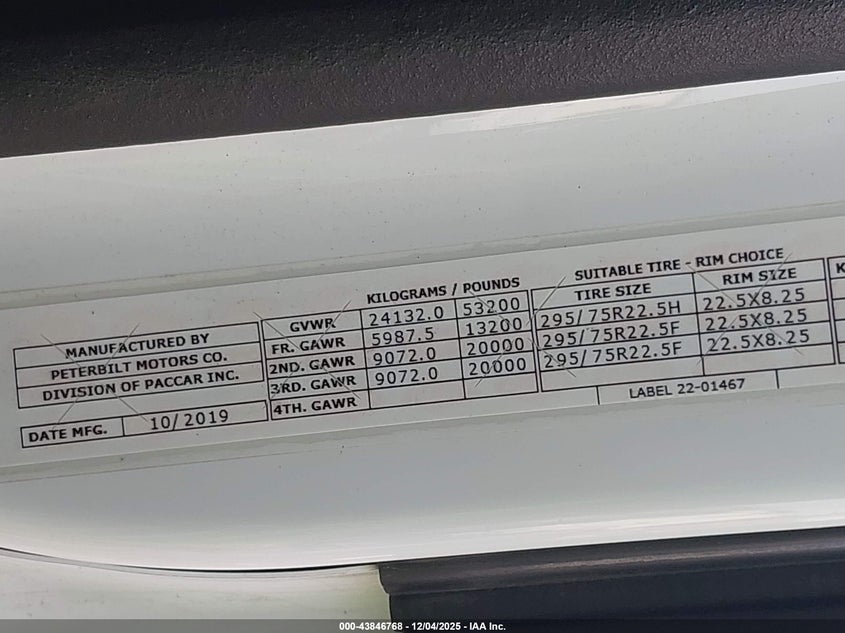 MANUFACTURED BY
PETERBILT MOTORS CO.
DIVISION OF PACCAR INC.
DATE MFG. 10/2019
KILOGRAMS / POUNDS
GVWR 24132.0 53200
FR. GAWR 5987.5 13200
2ND. GAWR 9072.0 20000
3RD. GAWR 9072.0 20000
4TH. GAWR
SUITABLE TIRE - RIM CHOICE
TIRE SIZE RIM SIZE
295/75R22.5H 22.5X8.25
295/75R22.5F 22.5X8.25
295/75R22.5F 22.5X8.25
LABEL 22-01467
K
000-43846768 - 12/04/2025 - IAA Inc.